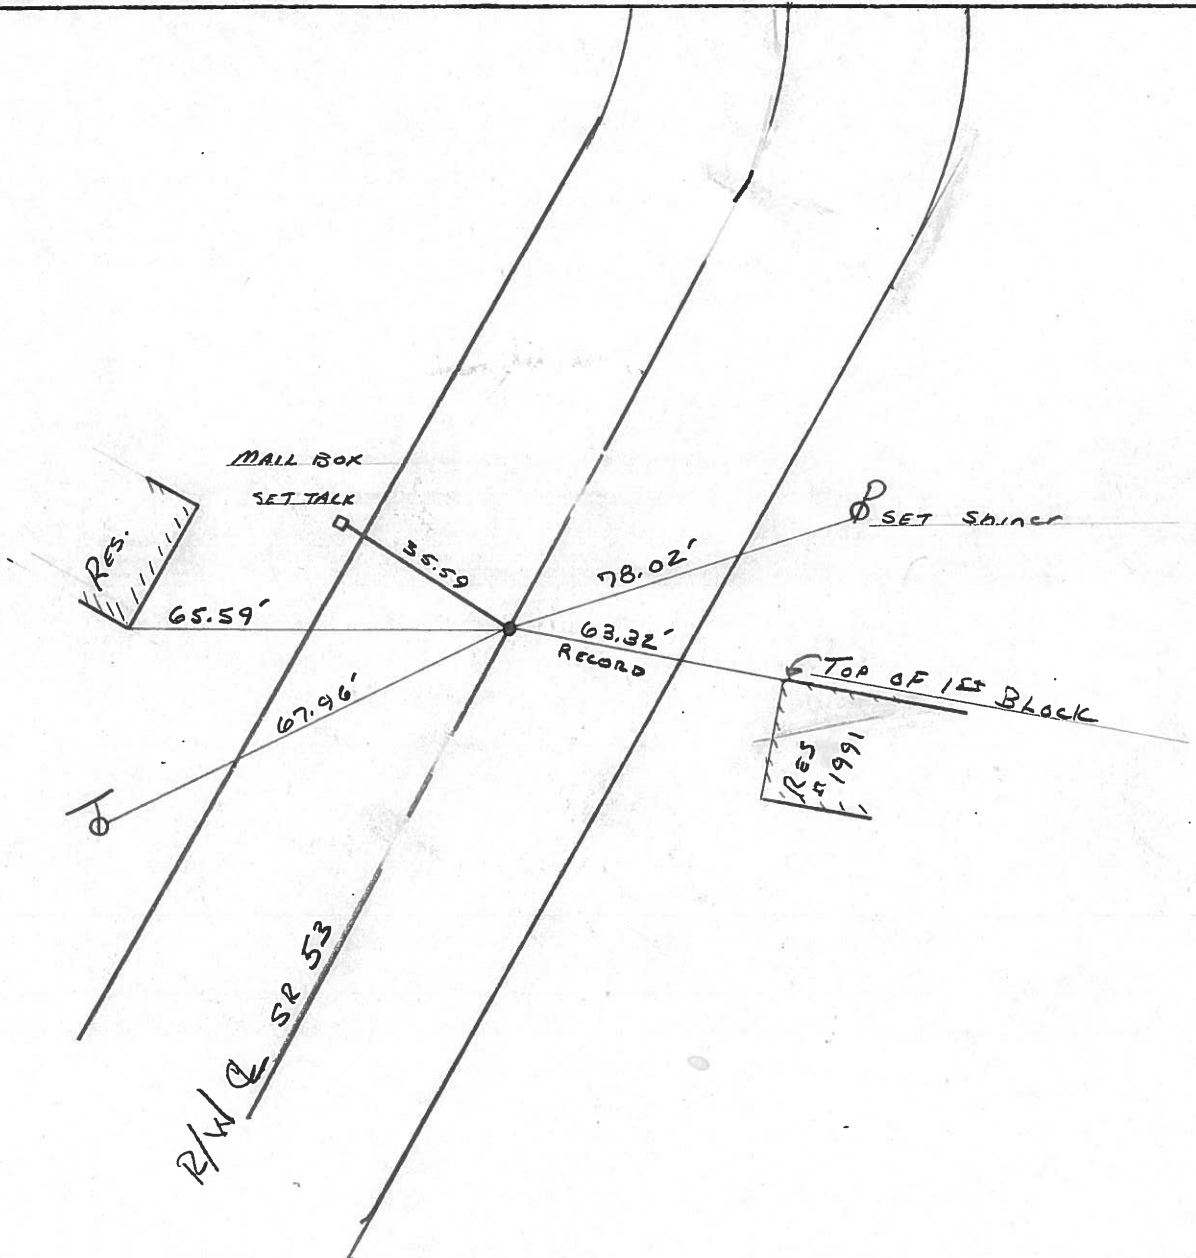 MAIL BOX
SET TACK
35.59
RES.
65.59'
78.02'
P
SET Shiner
63.32'
RECORD
TOP OF 1st BLOCK
RES
#1991
67.96'
SR 53
R/W ℄